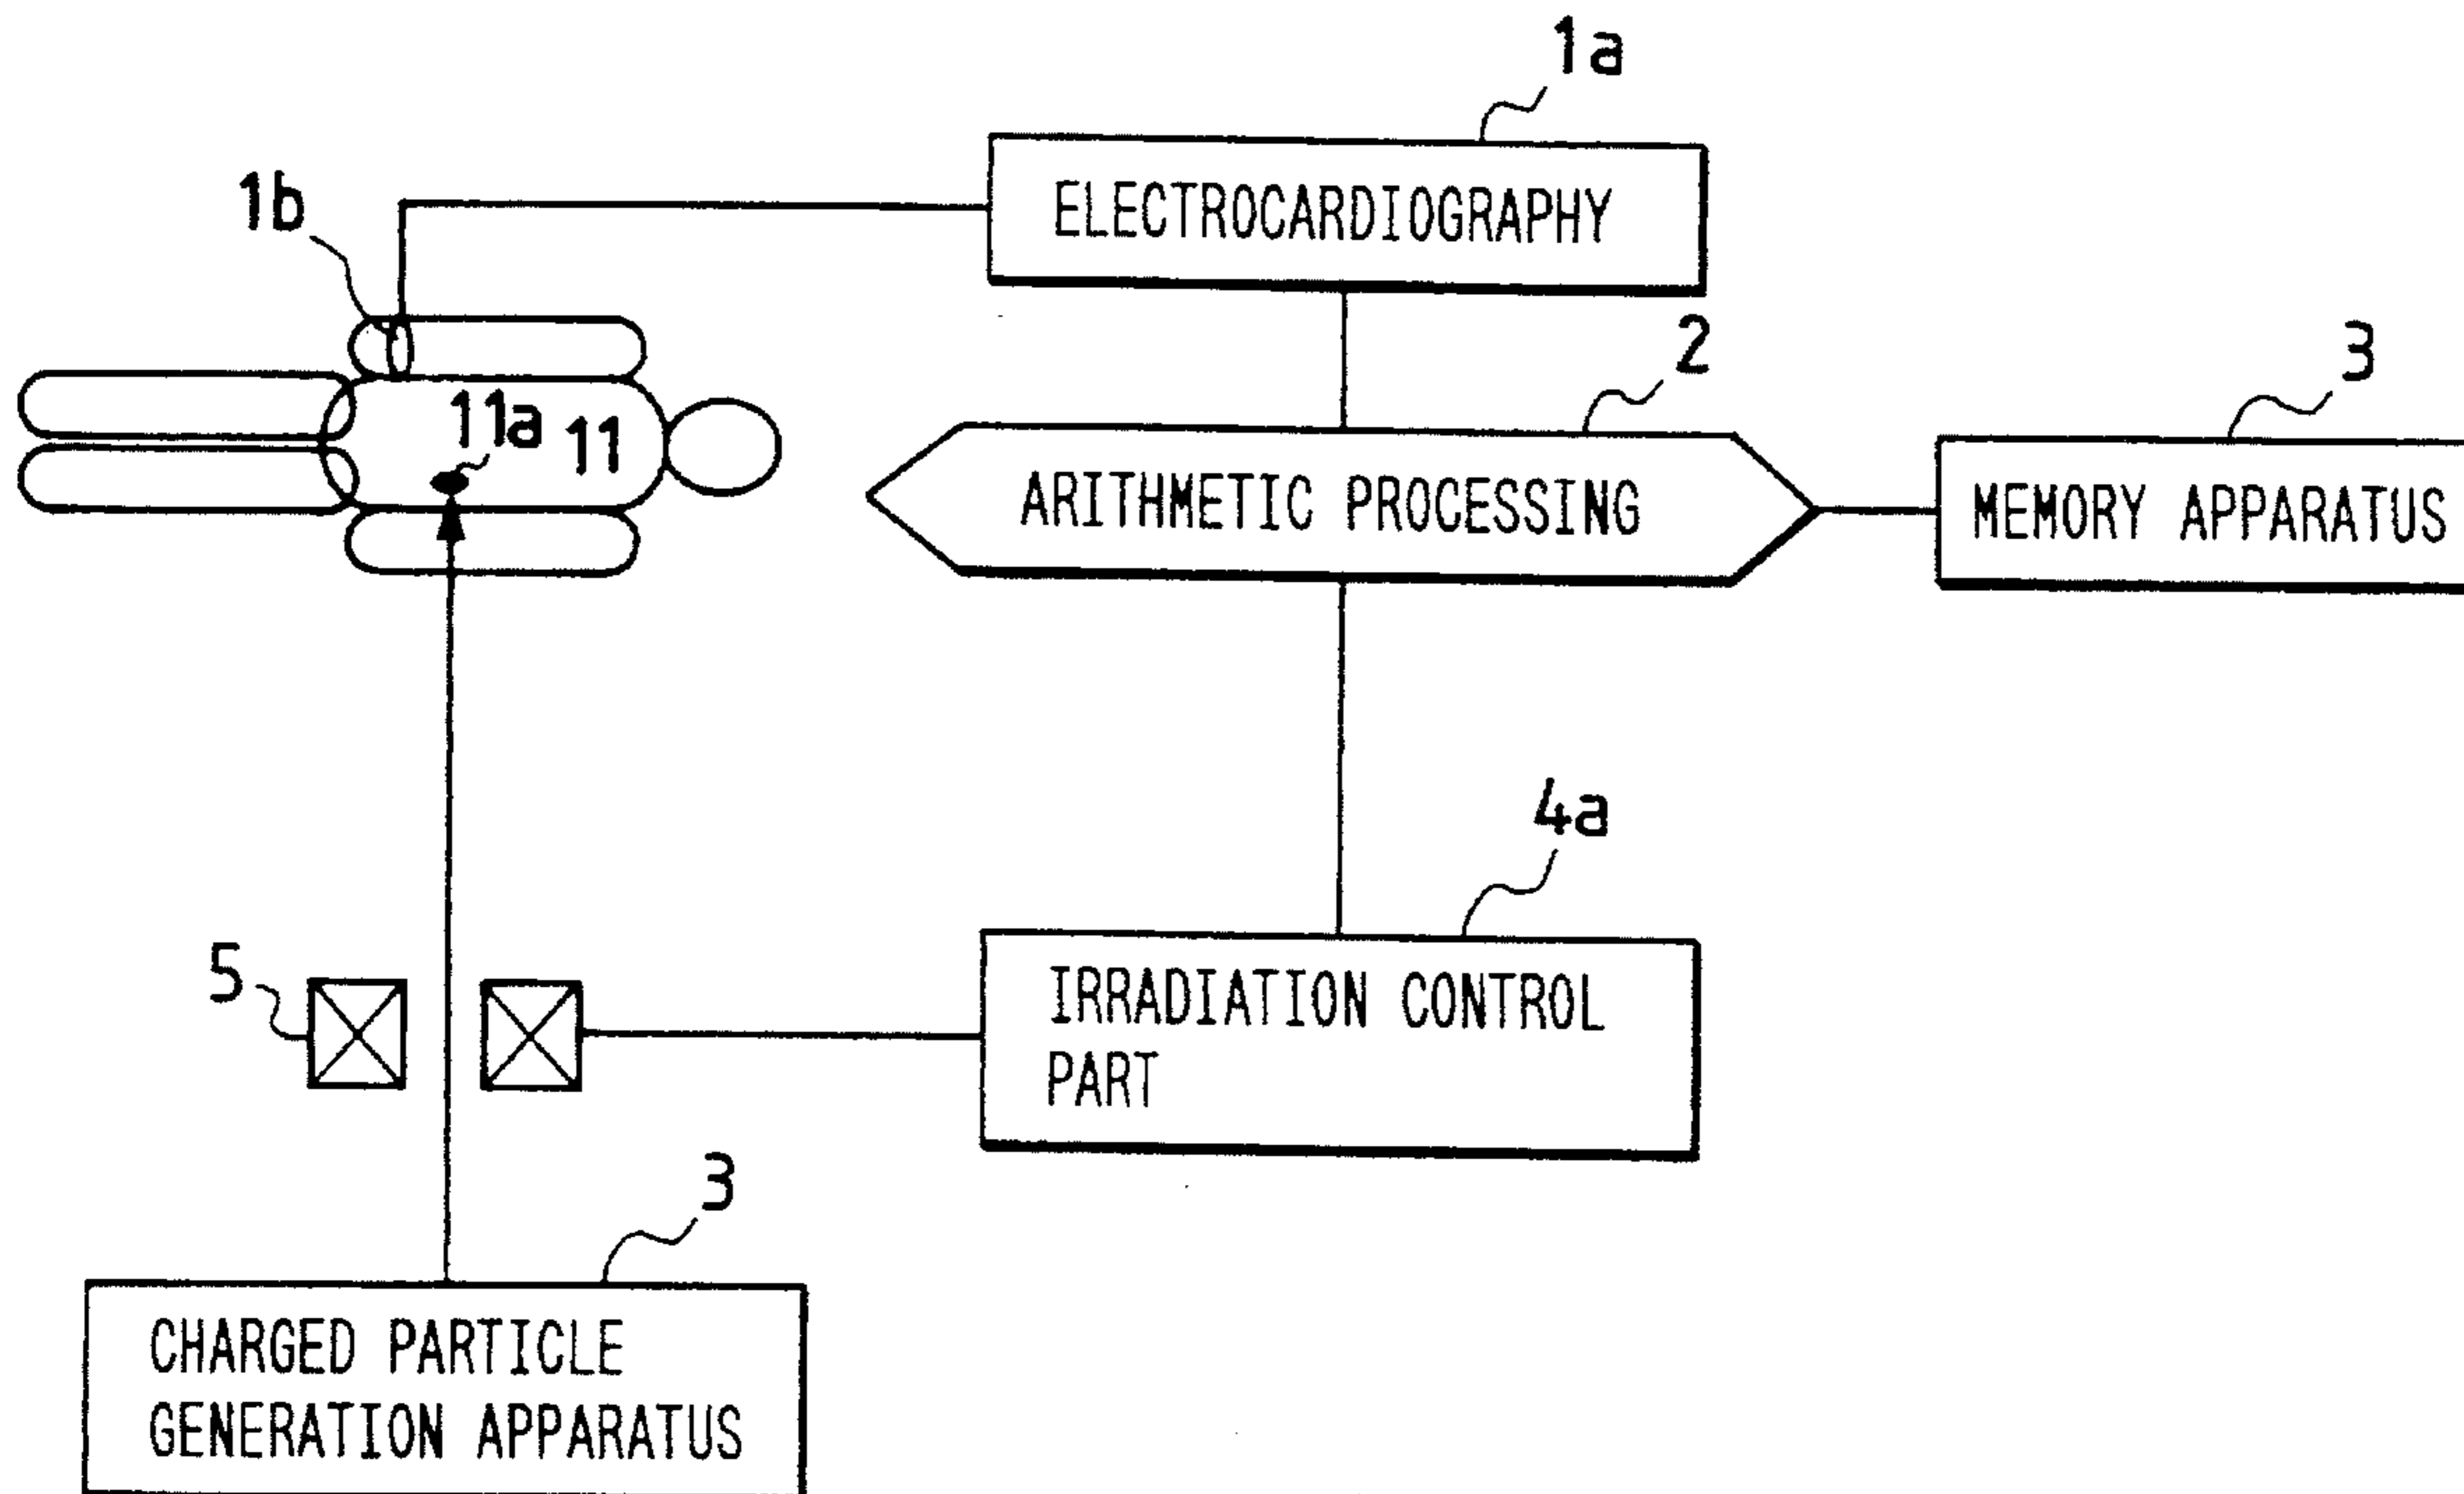 1a
ELECTROCARDIOGRAPHY
1b
2
3
11a
11
ARITHMETIC PROCESSING
MEMORY APPARATUS
4a
5
IRRADIATION CONTROL
PART
3
CHARGED PARTICLE
GENERATION APPARATUS